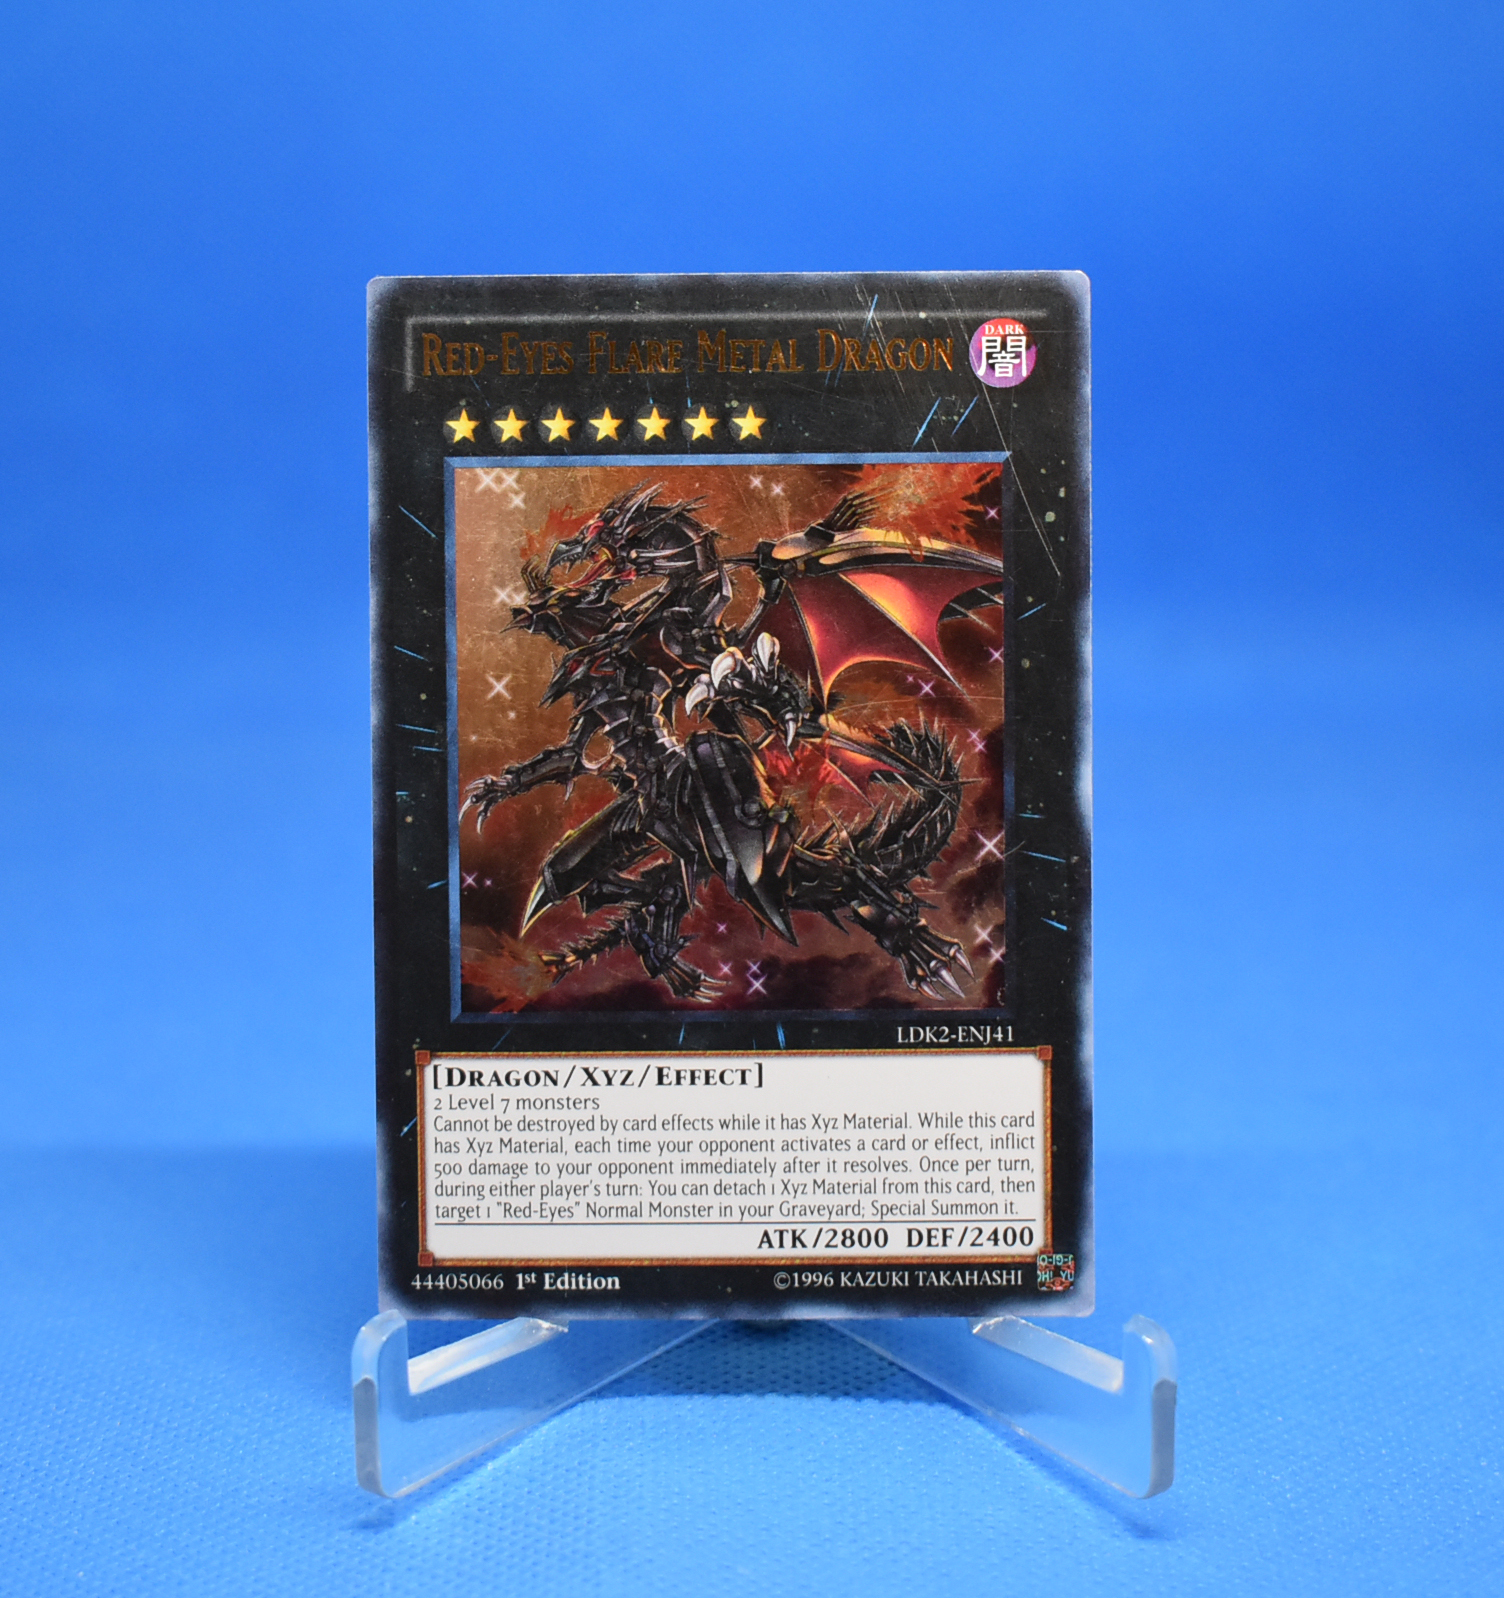 Red-Eyes Flare Metal Dragon
DARK
闇
LDK2-ENJ41
[Dragon/Xyz/Effect]
2 Level 7 monsters
Cannot be destroyed by card effects while it has Xyz Material. While this card
has Xyz Material, each time your opponent activates a card or effect, inflict
500 damage to your opponent immediately after it resolves. Once per turn,
during either player's turn: You can detach 1 Xyz Material from this card, then
target 1 "Red-Eyes" Normal Monster in your Graveyard; Special Summon it.
ATK/2800 DEF/2400
44405066 1st Edition
©1996 KAZUKI TAKAHASHI